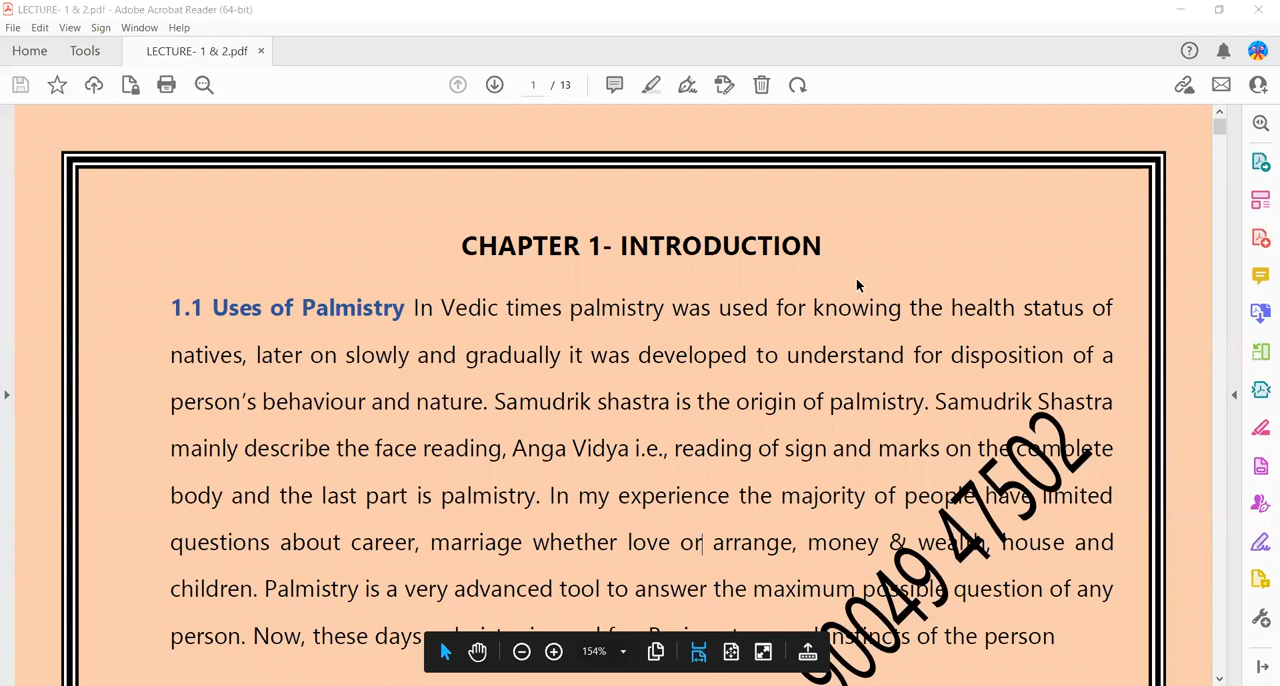 LECTURE- 1 & 2.pdf - Adobe Acrobat Reader (64-bit)
File Edit View Sign Window Help
Home Tools LECTURE- 1 & 2.pdf ×
1 / 13
CHAPTER 1- INTRODUCTION
1.1 Uses of Palmistry In Vedic times palmistry was used for knowing the health status of
natives, later on slowly and gradually it was developed to understand for disposition of a
person's behaviour and nature. Samudrik shastra is the origin of palmistry. Samudrik Shastra
mainly describe the face reading, Anga Vidya i.e., reading of sign and marks on the complete
body and the last part is palmistry. In my experience the majority of people have limited
questions about career, marriage whether love or arrange, money & wealth, house and
children. Palmistry is a very advanced tool to answer the maximum possible question of any
person. Now, these days of the person
90049 47502
154%